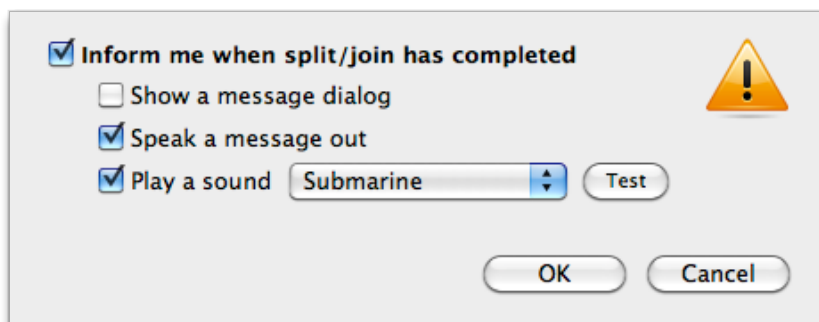 Inform me when split/join has completed
Show a message dialog
Speak a message out
Play a sound Submarine Test
OK Cancel